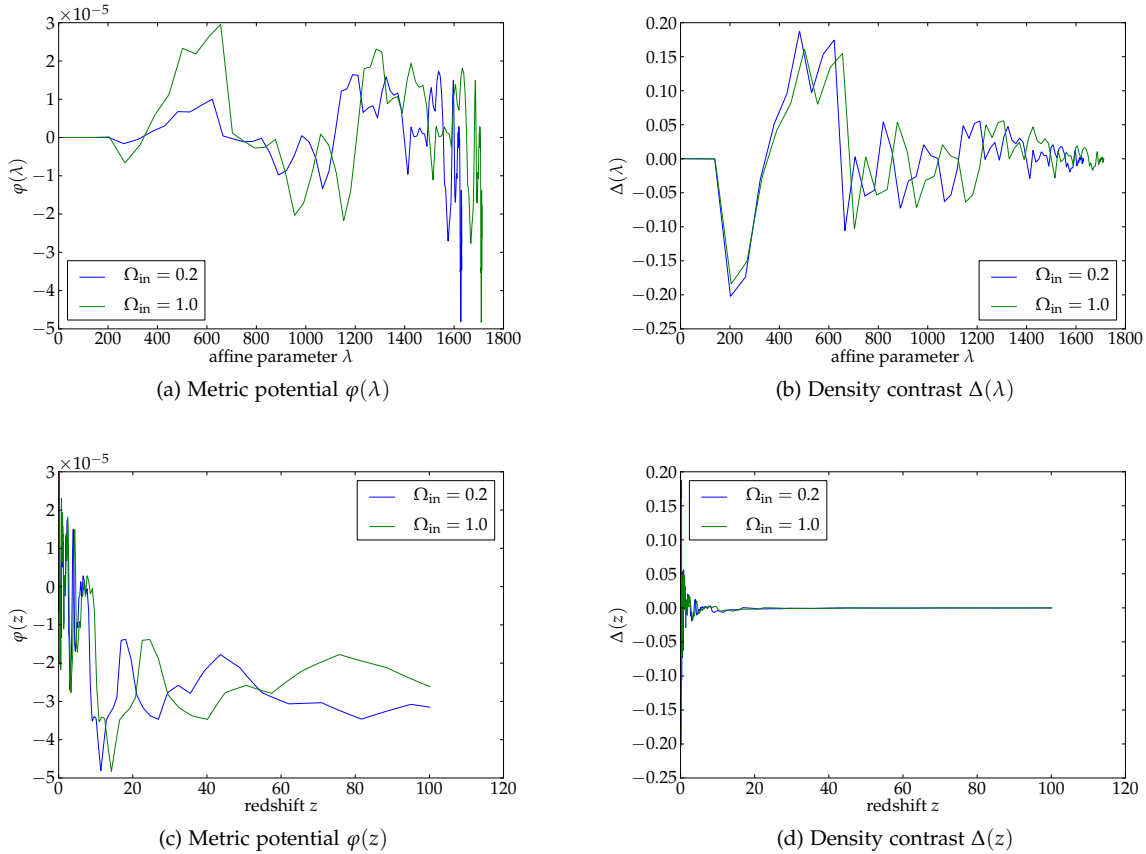 ×10⁻⁵
3
2
1
0
−1
−2
−3
−4
−5
φ(λ)
Ω_in = 0.2
Ω_in = 1.0
0 200 400 600 800 1000 1200 1400 1600 1800
affine parameter λ
(a) Metric potential φ(λ)
0.20
0.15
0.10
0.05
0.00
−0.05
−0.10
−0.15
−0.20
−0.25
Δ(λ)
Ω_in = 0.2
Ω_in = 1.0
0 200 400 600 800 1000 1200 1400 1600 1800
affine parameter λ
(b) Density contrast Δ(λ)
×10⁻⁵
3
2
1
0
−1
−2
−3
−4
−5
φ(z)
Ω_in = 0.2
Ω_in = 1.0
0 20 40 60 80 100 120
redshift z
(c) Metric potential φ(z)
0.20
0.15
0.10
0.05
0.00
−0.05
−0.10
−0.15
−0.20
−0.25
Δ(z)
Ω_in = 0.2
Ω_in = 1.0
0 20 40 60 80 100 120
redshift z
(d) Density contrast Δ(z)